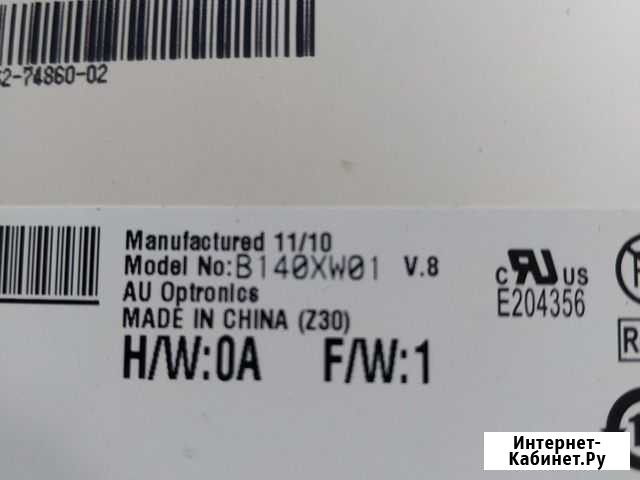 2-74860-02
Manufactured 11/10
Model No:B140XW01 V.8
AU Optronics
MADE IN CHINA (Z30)
H/W:0A F/W:1
c RU US
E204356
R
Интернет-
Кабинет.Ру